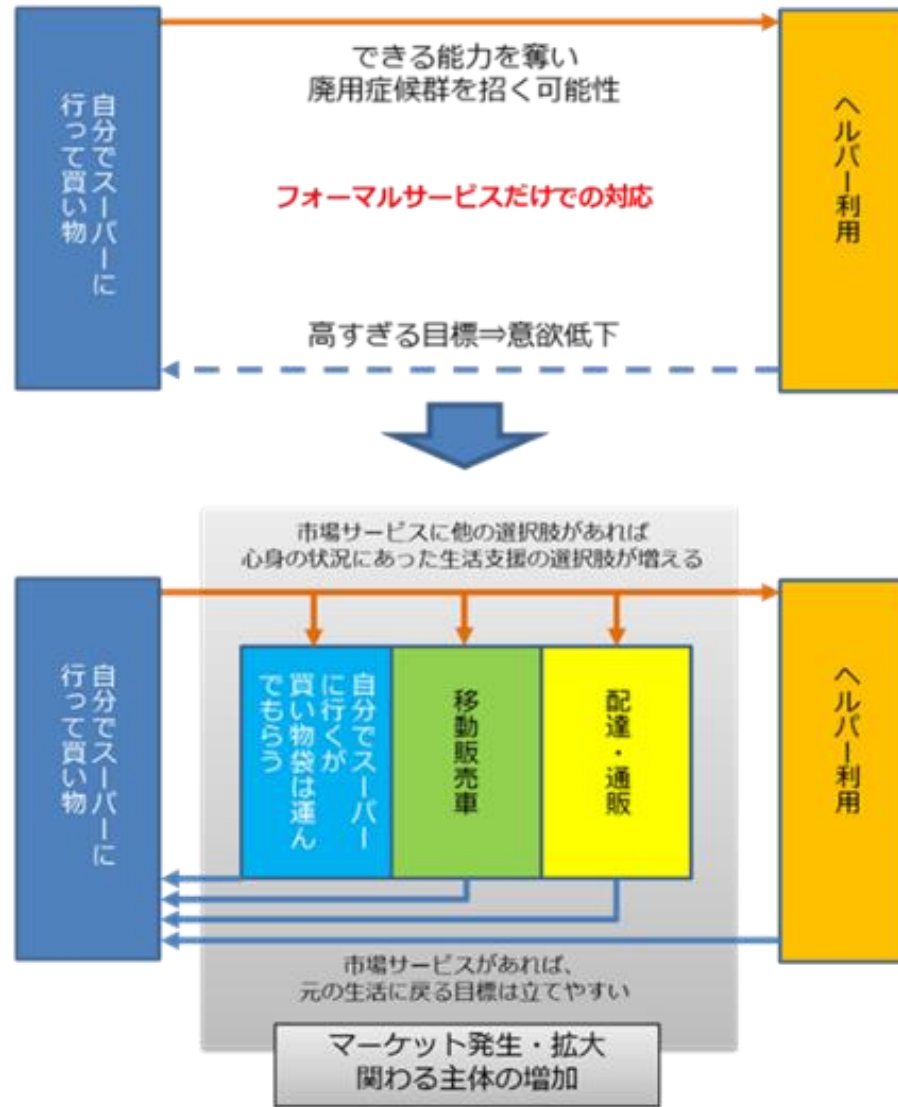 自分でスーパーに
行って買い物
できる能力を奪い
廃用症候群を招く可能性
フォーマルサービスだけでの対応
高すぎる目標⇒意欲低下
ヘルパー利用
市場サービスに他の選択肢があれば
心身の状況にあった生活支援の選択肢が増える
自分でスーパーに
行って買い物
自分でスーパー
に行くが
買い物袋は運ん
でもらう
移動販売車
配達・通販
ヘルパー利用
市場サービスがあれば、
元の生活に戻る目標は立てやすい
マーケット発生・拡大
関わる主体の増加